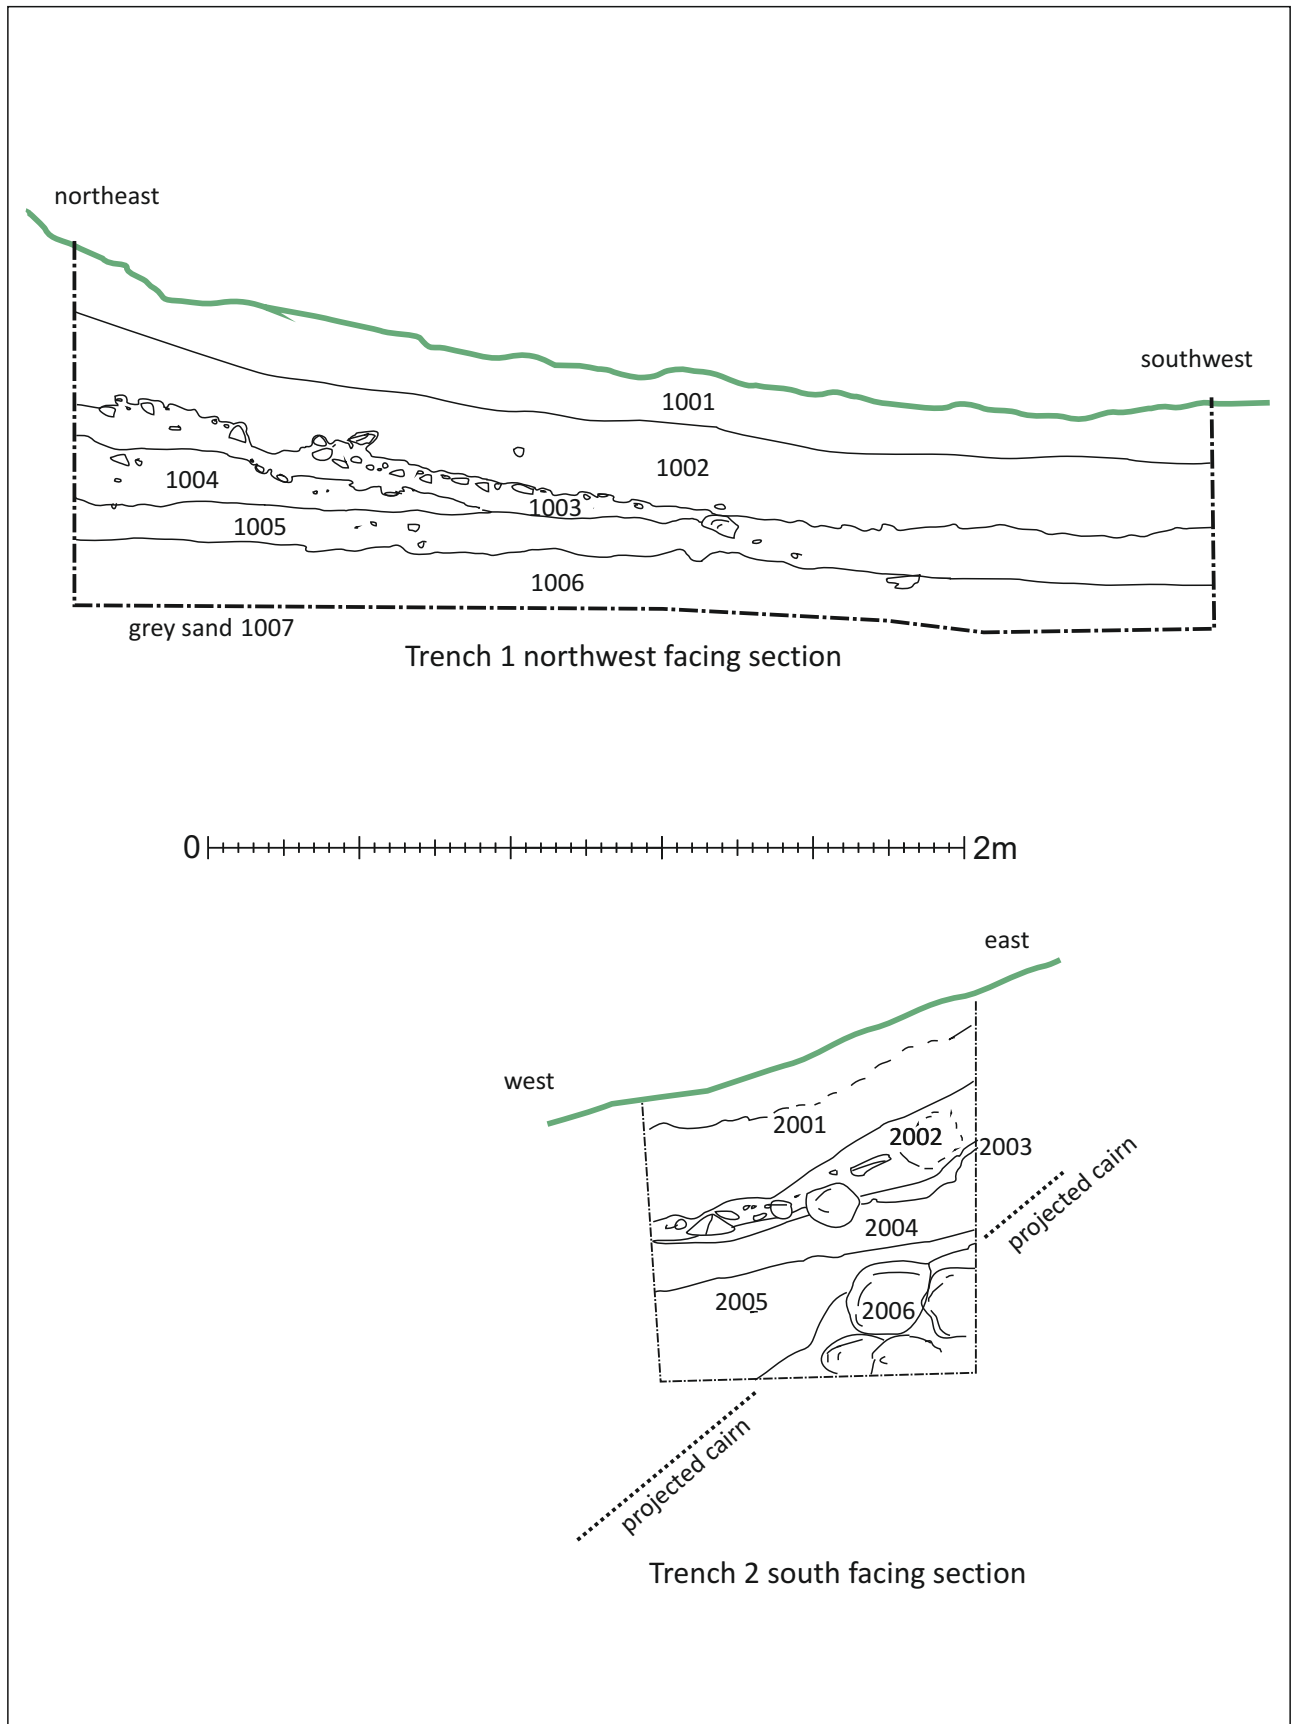 northeast
southwest
1001
1002
1004
1003
1005
1006
grey sand 1007
Trench 1 northwest facing section
0
2m
east
west
2001
2002
2003
projected cairn
2004
2005
2006
projected cairn
Trench 2 south facing section